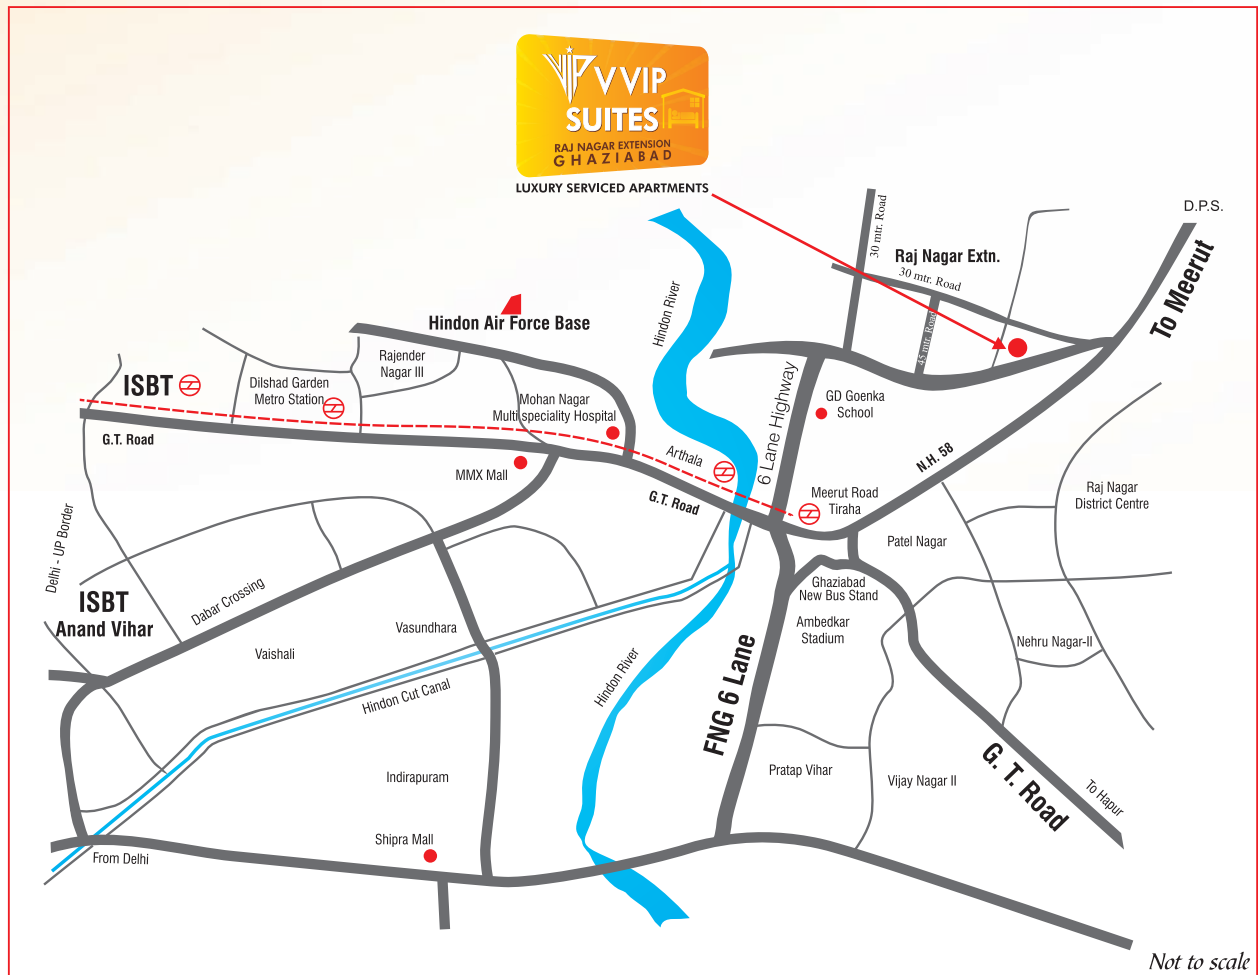 VIP VVIP
SUITES
RAJ NAGAR EXTENSION
GHAZIABAD
LUXURY SERVICED APARTMENTS
D.P.S.
30 mtr. Road
Raj Nagar Extn.
30 mtr. Road
To Meerut
Hindon River
Hindon Air Force Base
45 mtr. Road
Rajender
Nagar III
ISBT
Dilshad Garden
Metro Station
Mohan Nagar
Multi speciality Hospital
6 Lane Highway
GD Goenka
School
G.T. Road
Arthala
N.H. 58
MMX Mall
G.T. Road
Meerut Road
Tiraha
Raj Nagar
District Centre
Delhi - UP Border
Patel Nagar
ISBT
Anand Vihar
Dabar Crossing
Ghaziabad
New Bus Stand
Vasundhara
Ambedkar
Stadium
Vaishali
Nehru Nagar-II
Hindon River
Hindon Cut Canal
FNG 6 Lane
Indirapuram
Pratap Vihar
Vijay Nagar II
G. T. Road
To Hapur
Shipra Mall
From Delhi
Not to scale